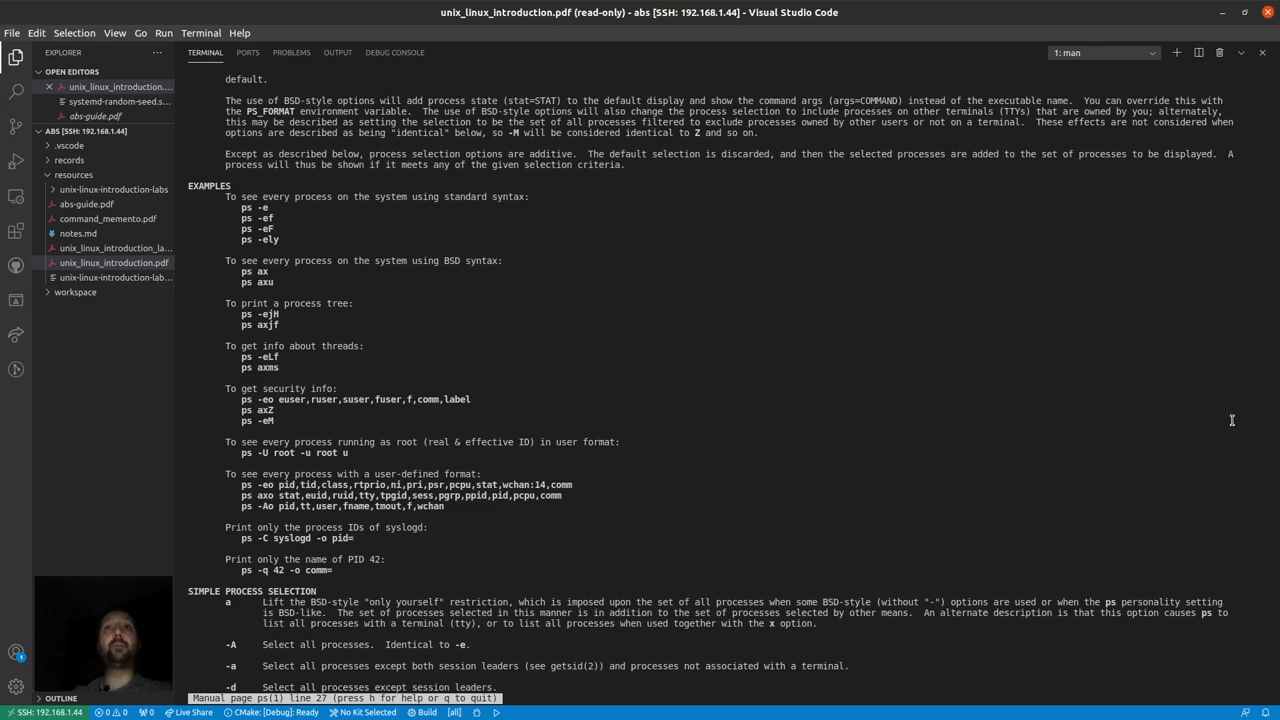 unix_linux_introduction.pdf (read-only) - abs [SSH: 192.168.1.44] - Visual Studio Code
File Edit Selection View Go Run Terminal Help
EXPLORER
OPEN EDITORS
unix_linux_introduction....
systemd-random-seed.s...
abs-guide.pdf
ABS [SSH: 192.168.1.44]
.vscode
records
resources
unix-linux-introduction-labs
abs-guide.pdf
command_memento.pdf
notes.md
unix_linux_introduction_la...
unix_linux_introduction.pdf
unix-linux-introduction-lab...
workspace
OUTLINE
TERMINAL PORTS PROBLEMS OUTPUT DEBUG CONSOLE
1: man
default.
The use of BSD-style options will add process state (stat=STAT) to the default display and show the command args (args=COMMAND) instead of the executable name. You can override this with
the PS_FORMAT environment variable. The use of BSD-style options will also change the process selection to include processes on other terminals (TTYs) that are owned by you; alternately,
this may be described as setting the selection to be the set of all processes filtered to exclude processes owned by other users or not on a terminal. These effects are not considered when
options are described as being "identical" below, so -M will be considered identical to Z and so on.
Except as described below, process selection options are additive. The default selection is discarded, and then the selected processes are added to the set of processes to be displayed. A
process will thus be shown if it meets any of the given selection criteria.
EXAMPLES
To see every process on the system using standard syntax:
ps -e
ps -ef
ps -eF
ps -ely
To see every process on the system using BSD syntax:
ps ax
ps axu
To print a process tree:
ps -ejH
ps axjf
To get info about threads:
ps -eLf
ps axms
To get security info:
ps -eo euser,ruser,suser,fuser,f,comm,label
ps axZ
ps -eM
To see every process running as root (real & effective ID) in user format:
ps -U root -u root u
To see every process with a user-defined format:
ps -eo pid,tid,class,rtprio,ni,pri,psr,pcpu,stat,wchan:14,comm
ps axo stat,euid,ruid,tty,tpgid,sess,pgrp,ppid,pid,pcpu,comm
ps -Ao pid,tt,user,fname,tmout,f,wchan
Print only the process IDs of syslogd:
ps -C syslogd -o pid=
Print only the name of PID 42:
ps -q 42 -o comm=
SIMPLE PROCESS SELECTION
a Lift the BSD-style "only yourself" restriction, which is imposed upon the set of all processes when some BSD-style (without "-") options are used or when the ps personality setting
is BSD-like. The set of processes selected in this manner is in addition to the set of processes selected by other means. An alternate description is that this option causes ps to
list all processes with a terminal (tty), or to list all processes when used together with the x option.
-A Select all processes. Identical to -e.
-a Select all processes except both session leaders (see getsid(2)) and processes not associated with a terminal.
-d Select all processes except session leaders.
Manual page ps(1) line 27 (press h for help or q to quit)
1
SSH: 192.168.1.44 0 0 0 Live Share CMake: [Debug]: Ready No Kit Selected Build [all]